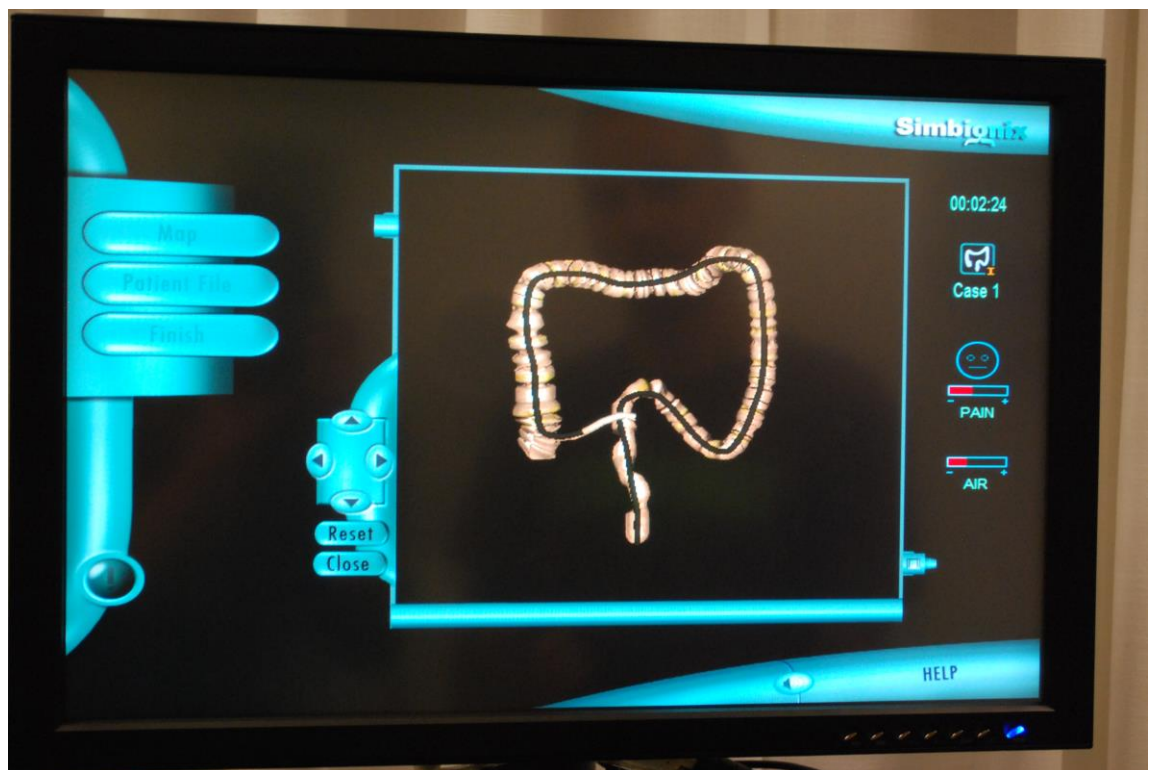 Simbionix
00:02:24
Map
Patient File
Finish
Case 1
- +
PAIN
- +
AIR
Reset
Close
HELP